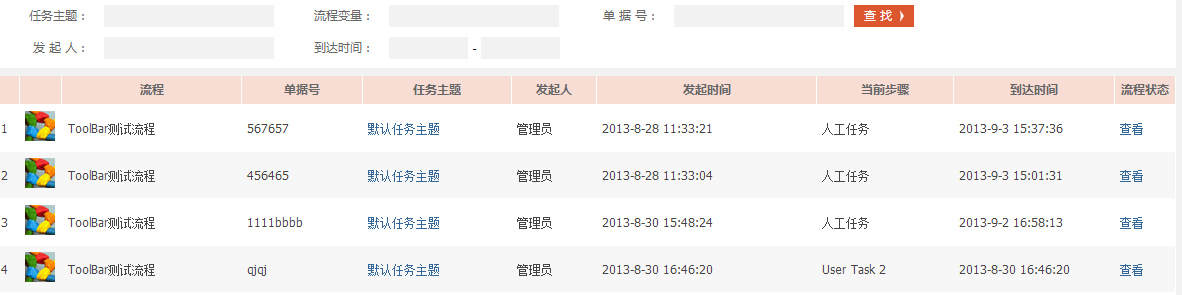 任务主题： 流程变量： 单 据 号： 查 找
发 起 人： 到达时间： -
流程 单据号 任务主题 发起人 发起时间 当前步骤 到达时间 流程状态
1 ToolBar测试流程 567657 默认任务主题 管理员 2013-8-28 11:33:21 人工任务 2013-9-3 15:37:36 查看
2 ToolBar测试流程 456465 默认任务主题 管理员 2013-8-28 11:33:04 人工任务 2013-9-3 15:01:31 查看
3 ToolBar测试流程 1111bbbb 默认任务主题 管理员 2013-8-30 15:48:24 人工任务 2013-9-2 16:58:13 查看
4 ToolBar测试流程 qjqj 默认任务主题 管理员 2013-8-30 16:46:20 User Task 2 2013-8-30 16:46:20 查看